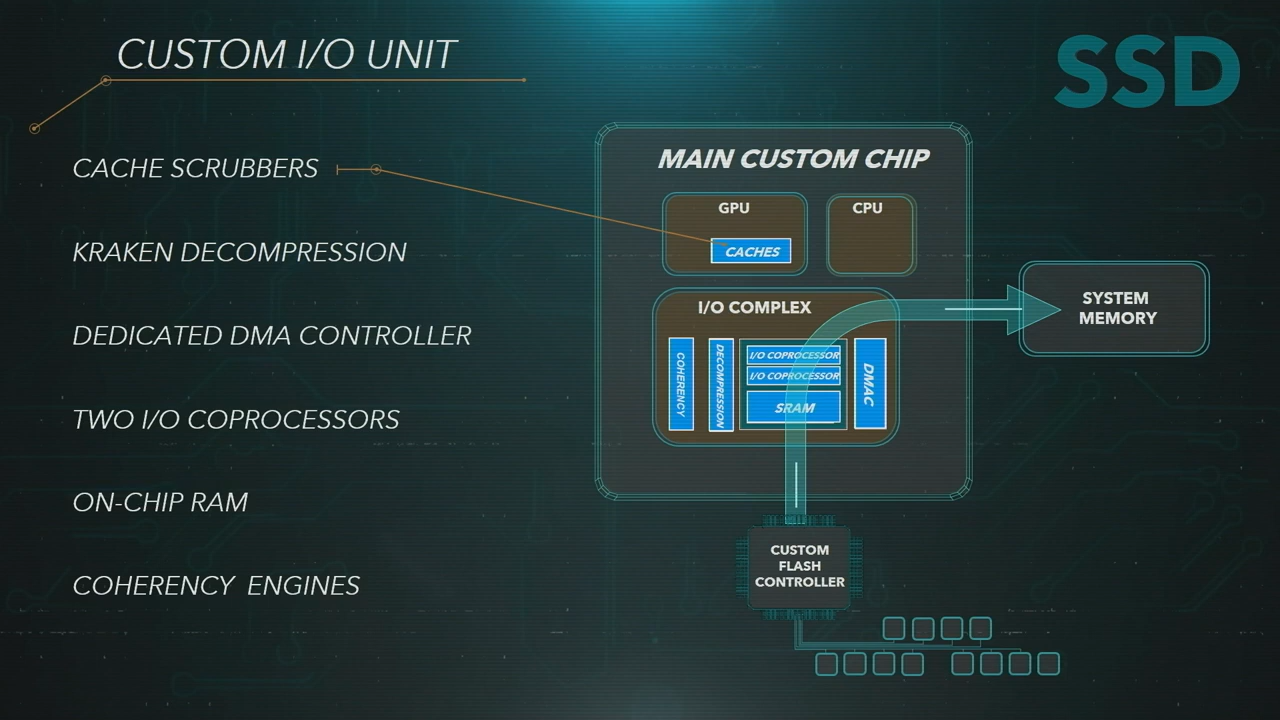 CUSTOM I/O UNIT
SSD
CACHE SCRUBBERS
KRAKEN DECOMPRESSION
DEDICATED DMA CONTROLLER
TWO I/O COPROCESSORS
ON-CHIP RAM
COHERENCY ENGINES
MAIN CUSTOM CHIP
GPU
CACHES
CPU
I/O COMPLEX
COHERENCY
DECOMPRESSION
I/O COPROCESSOR
I/O COPROCESSOR
SRAM
DMAC
SYSTEM
MEMORY
CUSTOM
FLASH
CONTROLLER